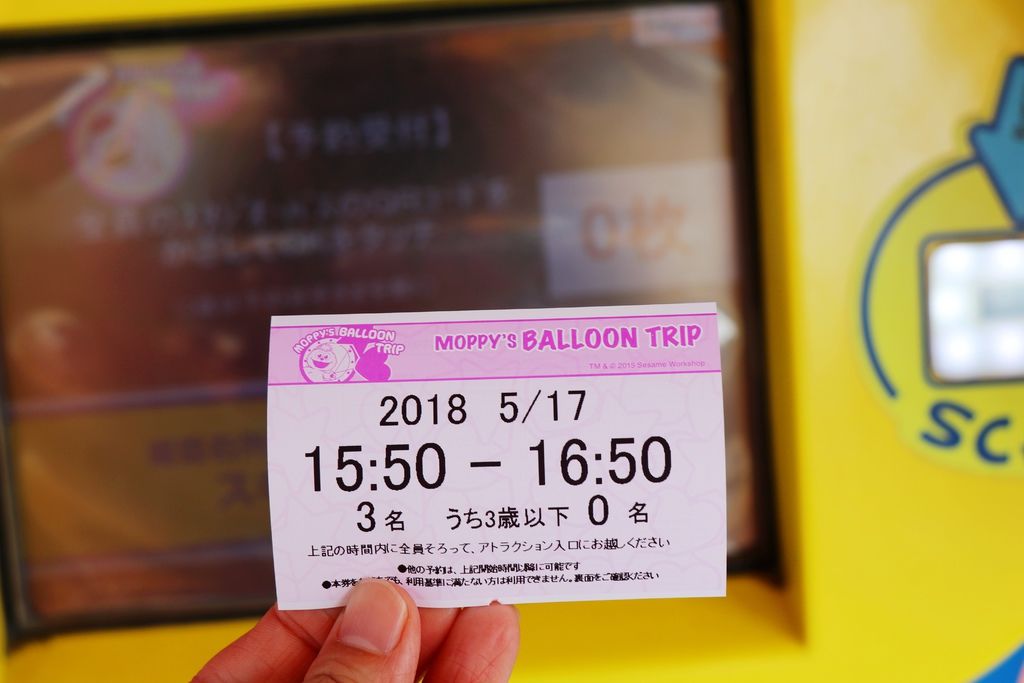 【予約受付】
0枚
MOPPY'S BALLOON TRIP
MOPPY'S BALLOON TRIP
TM & © 2015 Sesame Workshop
2018 5/17
15:50 － 16:50
3 名 うち3歳以下 0 名
上記の時間内に全員そろって、アトラクション入口にお越しください
●他の予約は、上記開始時間以降に可能です
●本券を も、利用基準に満たない方は利用できません。裏面をご確認ください
SC